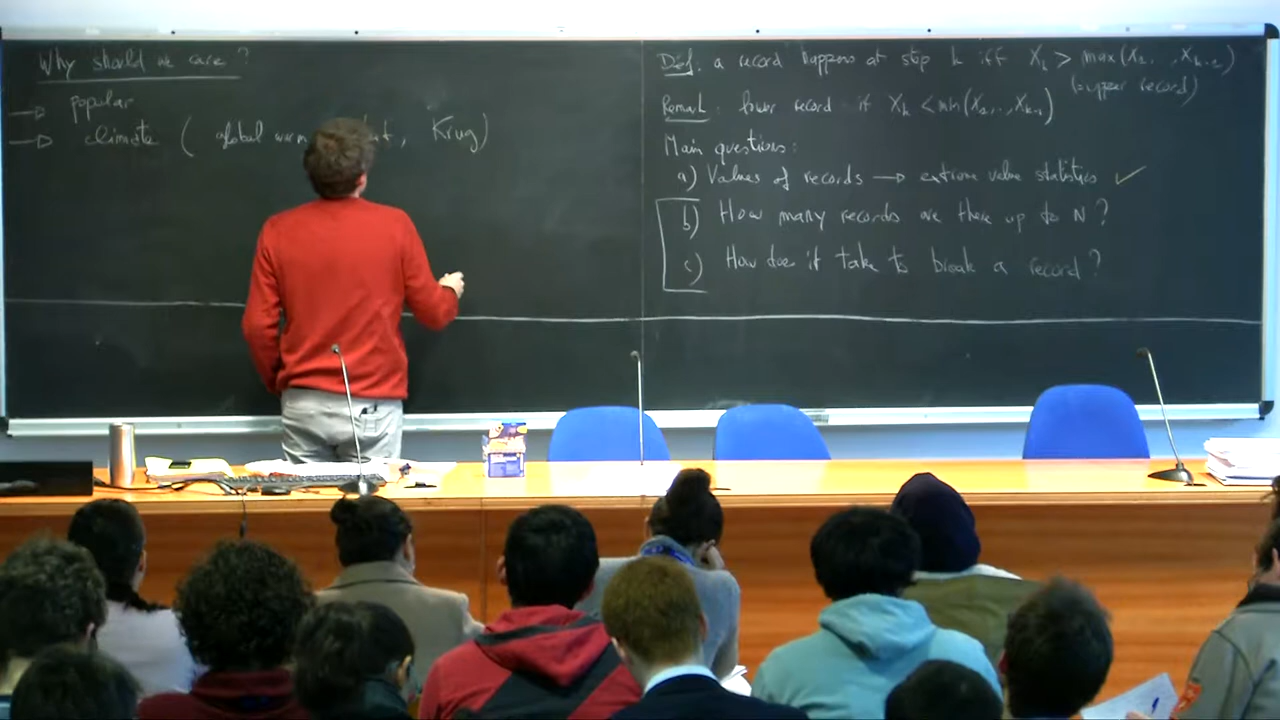 Why should we care?
→ popular
→ climate ( global warm , Krug)
Def. a record happens at step k iff X_k > max(X_1, .., X_{k-1})
(=upper record)
Remark: lower record if X_k < min(X_1,..,X_{k-1})
Main questions:
a) Values of records → extreme value statistics ✓
b) How many records are there up to N?
c) How does it take to break a record?